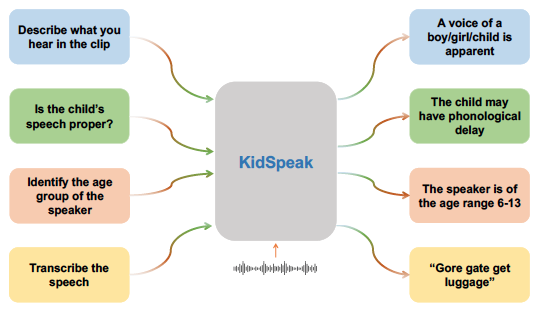 Describe what you
hear in the clip
Is the child's
speech proper?
Identify the age
group of the
speaker
Transcribe the
speech
KidSpeak
A voice of a
boy/girl/child is
apparent
The child may
have phonological
delay
The speaker is of
the age range 6-13
“Gore gate get
luggage”